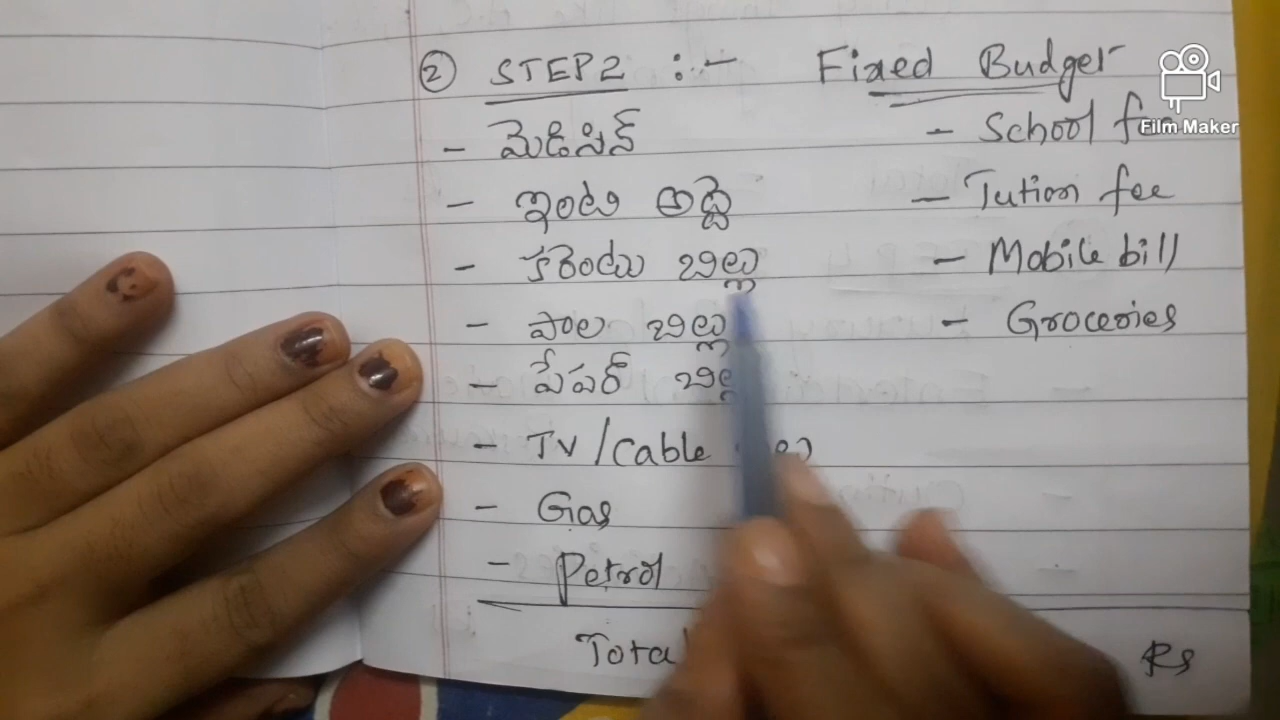 ② STEP2 :- Fixed Budget
- మెడిసిన్ - School fee
- ఇంటి అద్దె - Tution fee
- కరెంటు బిల్లు - Mobile bill
- పాల బిల్లు - Groceries
- పేపర్ బిల్లు
- TV/Cable
- Gas
- Petrol
Total Rs
Film Maker